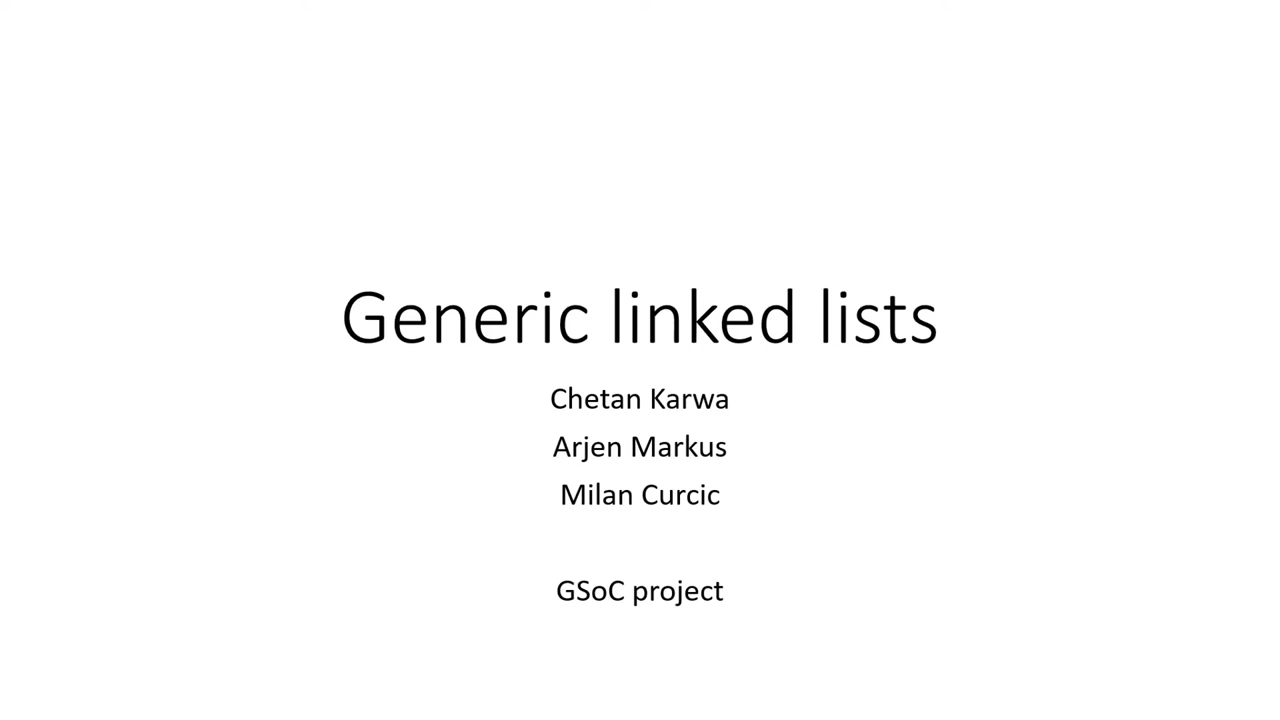 Generic linked lists
Chetan Karwa
Arjen Markus
Milan Curcic
GSoC project